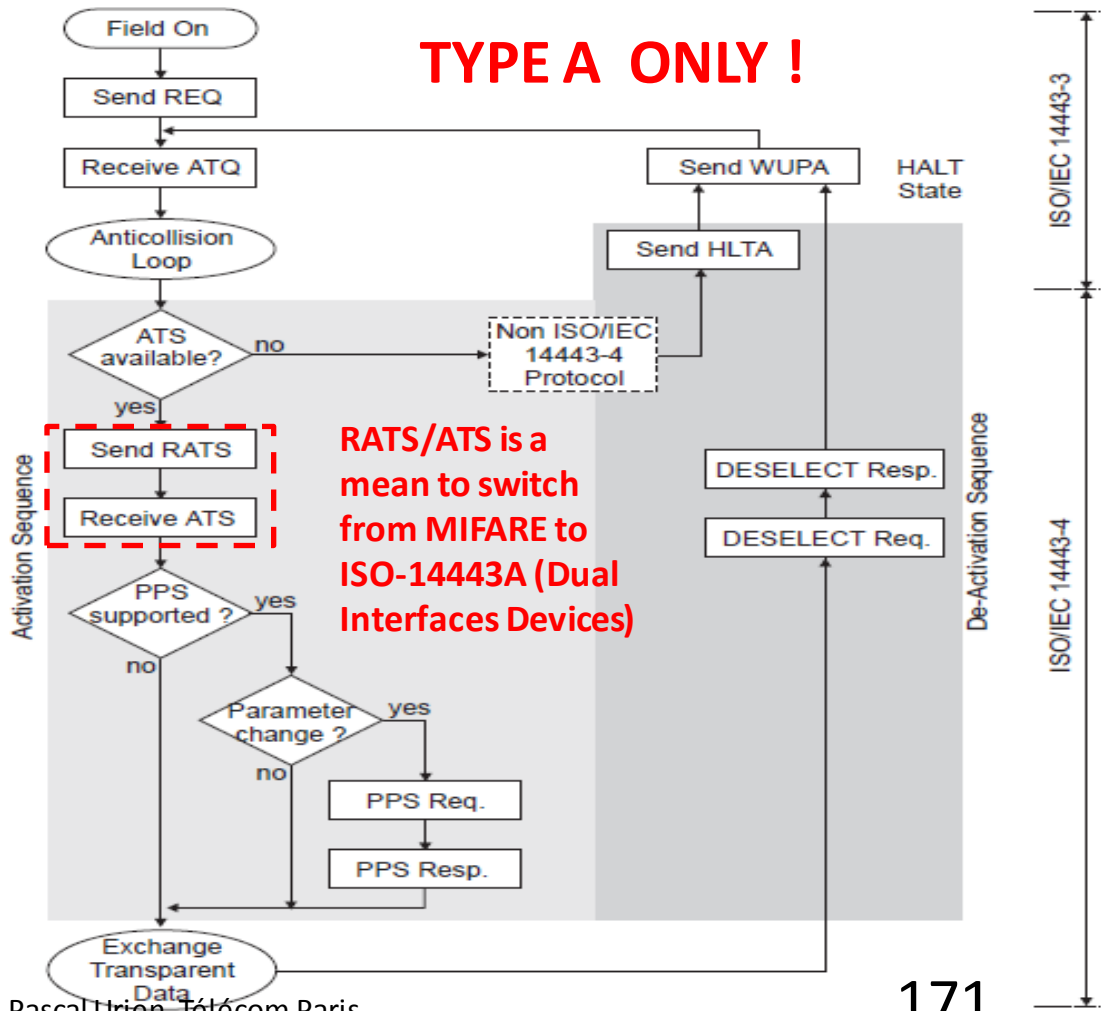 Field On
TYPE A ONLY !
Send REQ
Receive ATQ
Send WUPA
HALT
State
Anticollision
Loop
Send HLTA
ISO/IEC 14443-3
ATS
available?
no
Non ISO/IEC
14443-4
Protocol
yes
Send RATS
Receive ATS
RATS/ATS is a
mean to switch
from MIFARE to
ISO-14443A (Dual
Interfaces Devices)
DESELECT Resp.
DESELECT Req.
Activation Sequence
De-Activation Sequence
ISO/IEC 14443-4
PPS
supported ?
yes
no
Parameter
change ?
yes
no
PPS Req.
PPS Resp.
Exchange
Transparent
Data
Pascal Urien Télécom Paris
171